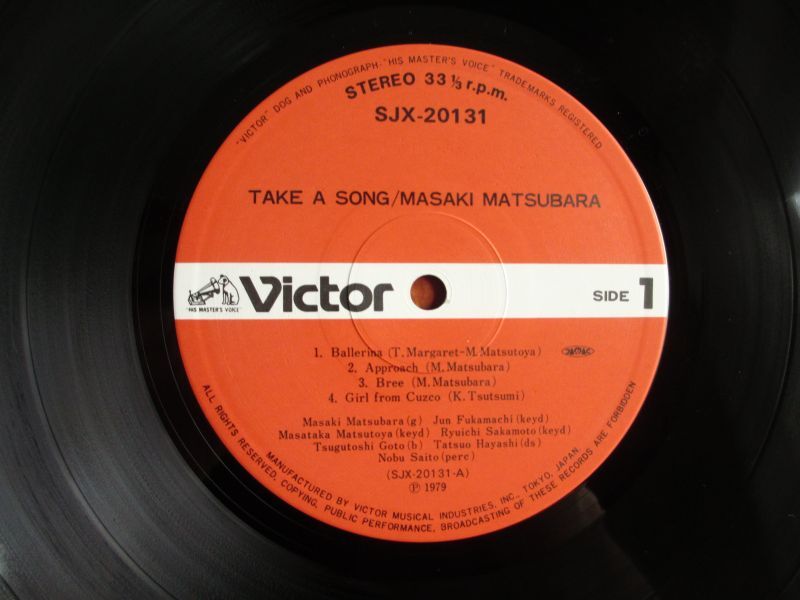 "VICTOR" DOG AND PHONOGRAPH-"HIS MASTER'S VOICE" TRADEMARKS REGISTERED
STEREO 33 1/3 r.p.m.
SJX-20131
TAKE A SONG/MASAKI MATSUBARA
"HIS MASTER'S VOICE"
Victor
SIDE 1
1. Ballerina (T. Margaret-M. Matsutoya)
2. Approach (M. Matsubara)
3. Bree (M. Matsubara)
4. Girl from Cuzco (K. Tsutsumi)
Masaki Matsubara (g) Jun Fukamachi (keyd)
Masataka Matsutoya (keyd) Ryuichi Sakamoto (keyd)
Tsugutoshi Goto (b) Tatsuo Hayashi (ds)
Nobu Saito (perc)
(SJX-20131-A)
Ⓟ 1979
MANUFACTURED BY VICTOR MUSICAL INDUSTRIES, INC., TOKYO, JAPAN
ALL RIGHTS RESERVED, COPYING, PUBLIC PERFORMANCE, BROADCASTING OF THESE RECORDS ARE FORBIDDEN